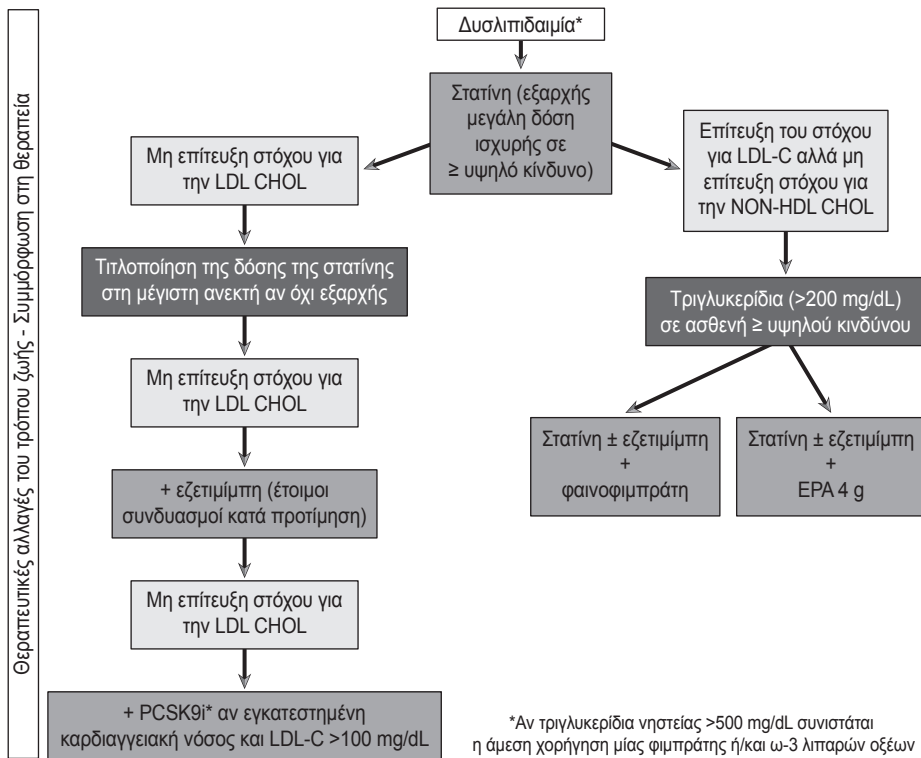 Θεραπευτικές αλλαγές του τρόπου ζωής - Συμμόρφωση στη θεραπεία
Δυσλιπιδαιμία*
Στατίνη (εξαρχής
μεγάλη δόση
ισχυρής σε
≥ υψηλό κίνδυνο)
Μη επίτευξη στόχου για
την LDL CHOL
Τιτλοποίηση της δόσης της στατίνης
στη μέγιστη ανεκτή αν όχι εξαρχής
Μη επίτευξη στόχου για
την LDL CHOL
+ εζετιμίμπη (έτοιμοι
συνδυασμοί κατά προτίμηση)
Μη επίτευξη στόχου για
την LDL CHOL
+ PCSK9i* αν εγκατεστημένη
καρδιαγγειακή νόσος και LDL-C >100 mg/dL
Επίτευξη του στόχου
για LDL-C αλλά μη
επίτευξη στόχου για
την NON-HDL CHOL
Τριγλυκερίδια (>200 mg/dL)
σε ασθενή ≥ υψηλού κινδύνου
Στατίνη ± εζετιμίμπη
+
φαινοφιμπράτη
Στατίνη ± εζετιμίμπη
+
EPA 4 g
*Αν τριγλυκερίδια νηστείας >500 mg/dL συνιστάται
η άμεση χορήγηση μίας φιμπράτης ή/και ω-3 λιπαρών οξέων